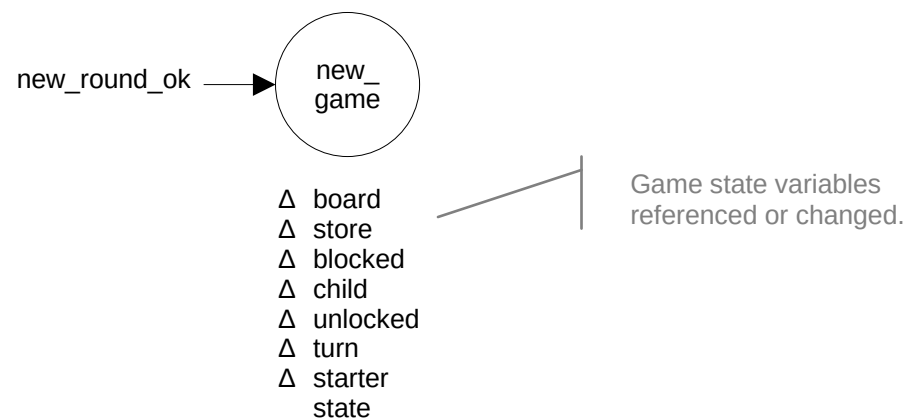 new_round_ok
new_
game
Δ board
Δ store
Δ blocked
Δ child
Δ unlocked
Δ turn
Δ starter
state
Game state variables
referenced or changed.